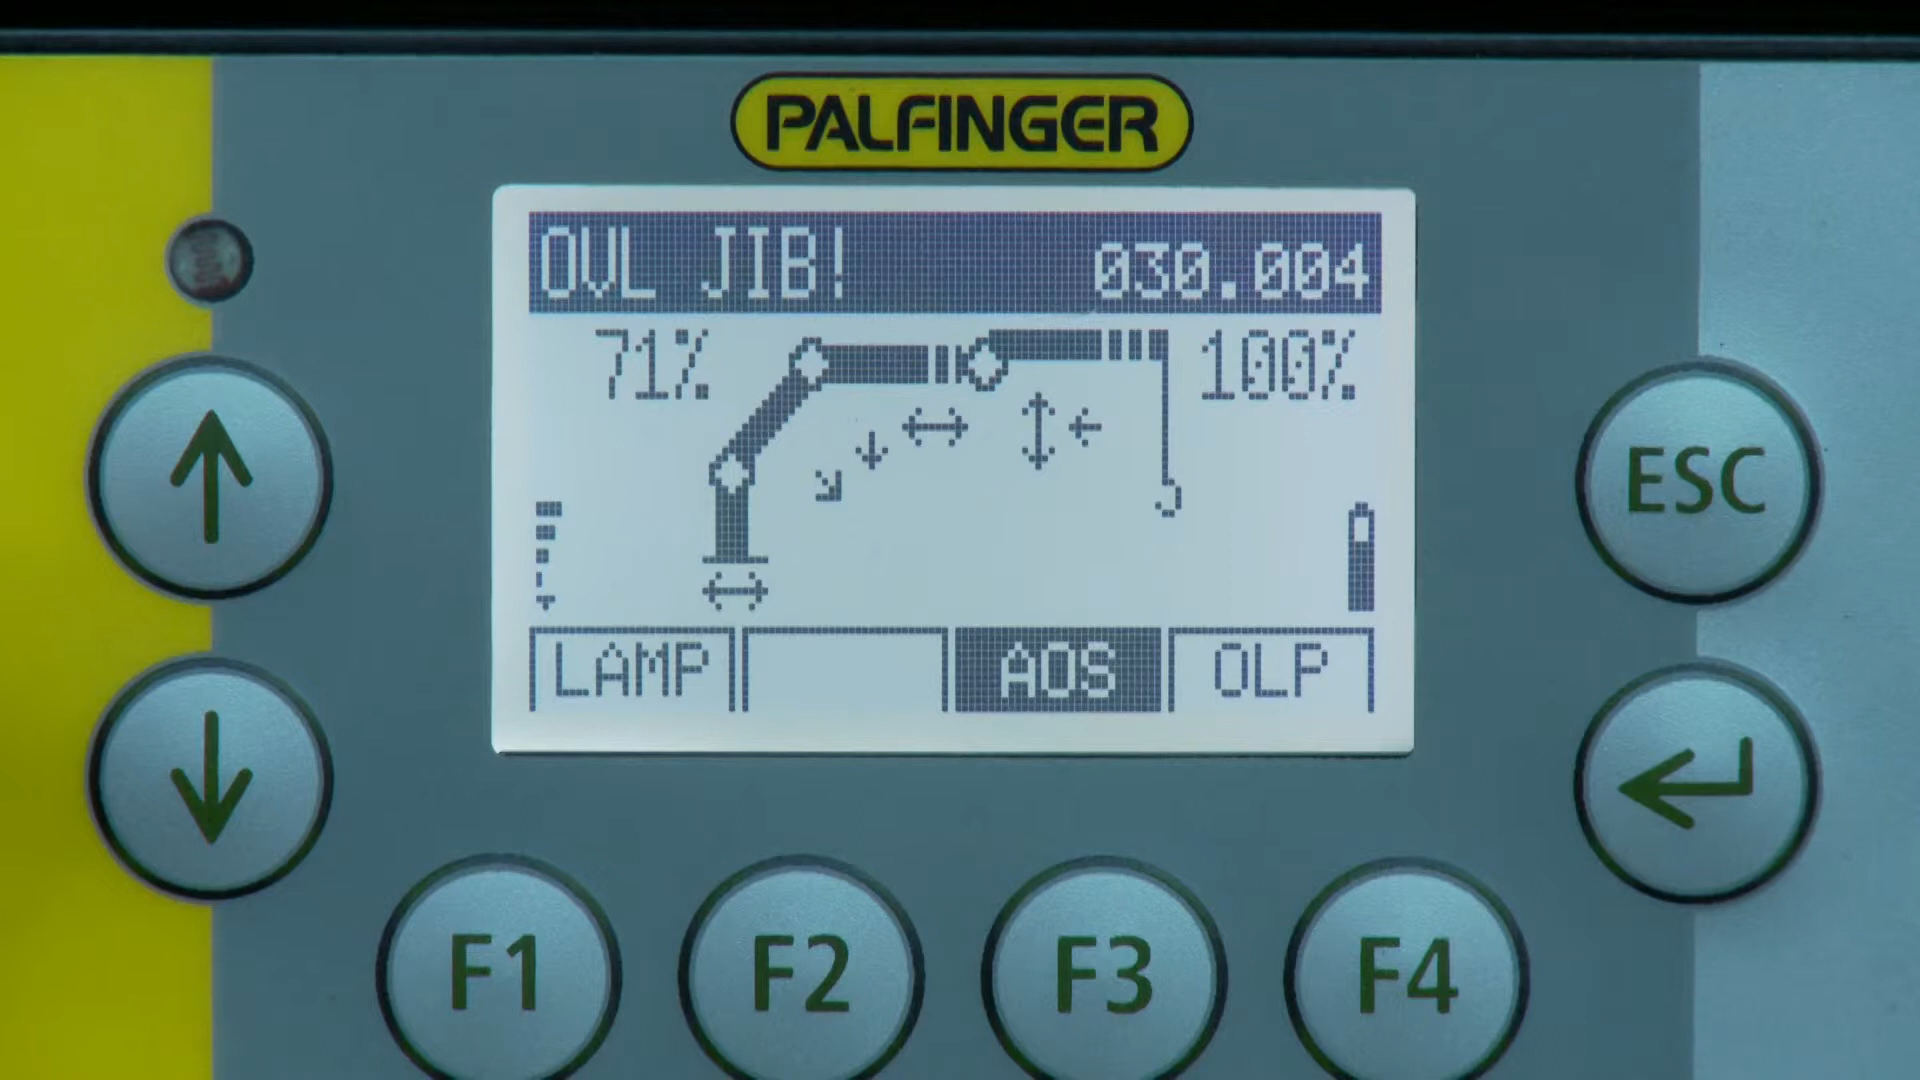 PALFINGER
OVL JIB! 030.004
71% 100%
LAMP AOS OLP
ESC
F1 F2 F3 F4